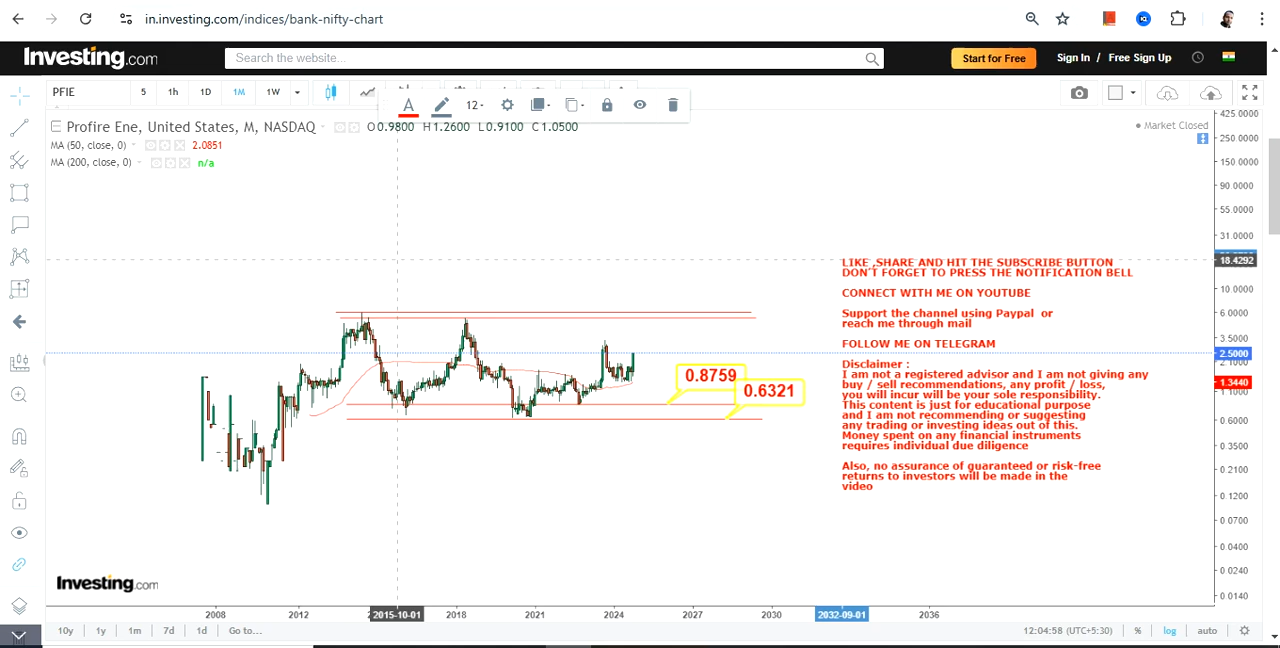 in.investing.com/indices/bank-nifty-chart
Investing.com
Search the website...
Start for Free
Sign In / Free Sign Up
PFIE
5
1h
1D
1M
1W
A
12
Profire Ene, United States, M, NASDAQ
O0.9800 H1.2600 L0.9100 C1.0500
Market Closed
MA (50, close, 0)
2.0851
MA (200, close, 0)
n/a
425.0000
250.0000
150.0000
90.0000
55.0000
31.0000
18.4292
10.0000
6.0000
3.5000
2.5000
1.3440
1.1000
0.6000
0.3500
0.2100
0.1200
0.0700
0.0400
0.0240
0.0140
0.8759
0.6321
LIKE ,SHARE AND HIT THE SUBSCRIBE BUTTON
DON'T FORGET TO PRESS THE NOTIFICATION BELL
CONNECT WITH ME ON YOUTUBE
Support the channel using Paypal or
reach me through mail
FOLLOW ME ON TELEGRAM
Disclaimer :
I am not a registered advisor and I am not giving any
buy / sell recommendations, any profit / loss,
you will incur will be your sole responsibility.
This content is just for educational purpose
and I am not recommending or suggesting
any trading or investing ideas out of this.
Money spent on any financial instruments
requires individual due diligence
Also, no assurance of guaranteed or risk-free
returns to investors will be made in the
video
Investing.com
2008
2012
2015-10-01
2018
2021
2024
2027
2030
2032-09-01
2036
10y
1y
1m
7d
1d
Go to...
12:04:58 (UTC+5:30)
%
log
auto